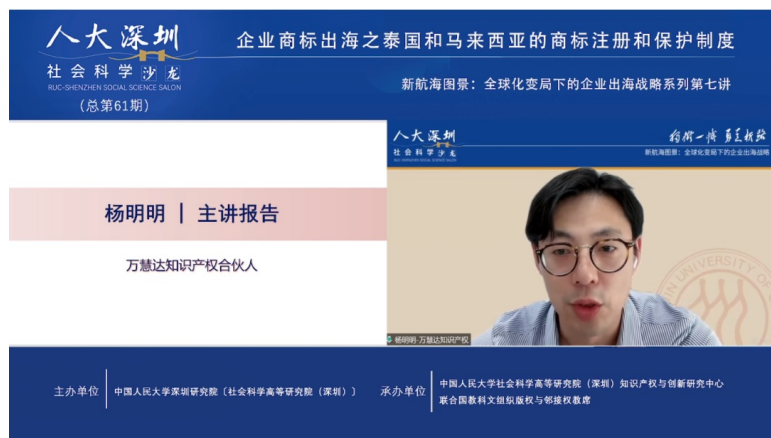 人大深圳
社会科学沙龙
RUC-SHENZHEN SOCIAL SCIENCE SALON
（总第61期）
企业商标出海之泰国和马来西亚的商标注册和保护制度
新航海图景：全球化变局下的企业出海战略系列第七讲
杨明明 | 主讲报告
万慧达知识产权合伙人
人大深圳
社会科学沙龙
新航海图景：全球化变局下的企业出海战略
UNIVERSITY OF
杨明明-万慧达知识产权
主办单位
中国人民大学深圳研究院〔社会科学高等研究院（深圳）〕
承办单位
中国人民大学社会科学高等研究院（深圳）知识产权与创新研究中心
联合国教科文组织版权与邻接权教席